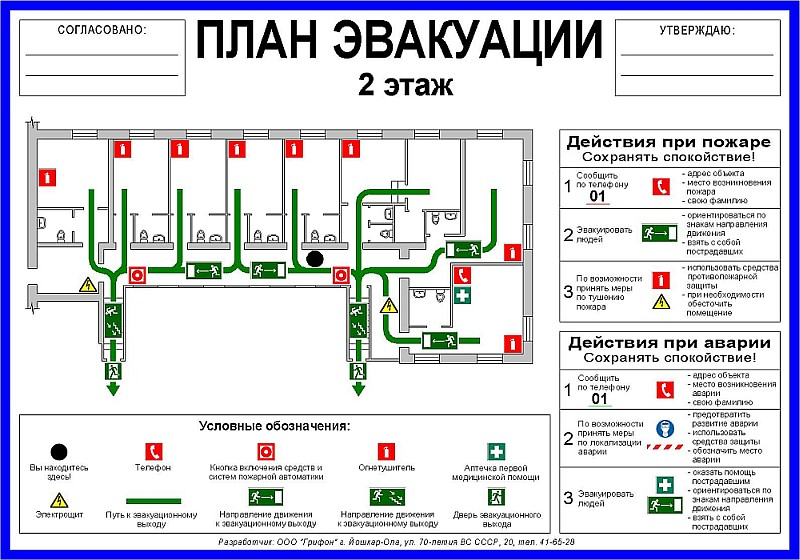 СОГЛАСОВАНО:
ПЛАН ЭВАКУАЦИИ
2 этаж
УТВЕРЖДАЮ:
Действия при пожаре
Сохранять спокойствие!
1 Сообщить
по телефону
01
- адрес объекта
- место возникновения
пожара
- свою фамилию
2 Эвакуировать
людей
- ориентироваться по
знакам направления
движения
- взять с собой
пострадавших
3 По возможности
принять меры
по тушению
пожара
- использовать средства
противопожарной
защиты
- при необходимости
обесточить
помещение
Действия при аварии
Сохранять спокойствие!
1 Сообщить
по телефону
01
- адрес объекта
- место возникновения
аварии
- свою фамилию
2 По возможности
принять меры
по локализации
аварии
- предотвратить
развитие аварии
- использовать
средства защиты
- обозначить место
аварии
3 Эвакуировать
людей
- оказать помощь
пострадавшим
- ориентироваться по
знакам направления
движения
- взять с собой
пострадавших
Условные обозначения:
Вы находитесь
здесь!
Телефон
Кнопка включения средств и
систем пожарной автоматики
Огнетушитель
Аптечка первой
медицинской помощи
Электрощит
Путь к эвакуационному
выходу
Направление движения
к эвакуационному выходу
Направление движения
к эвакуационному выходу
Дверь эвакуационного
выхода
Разработчик: ООО "Грифон" г. Йошкар-Ола, ул. 70-летия ВС СССР, 20, тел. 41-65-28